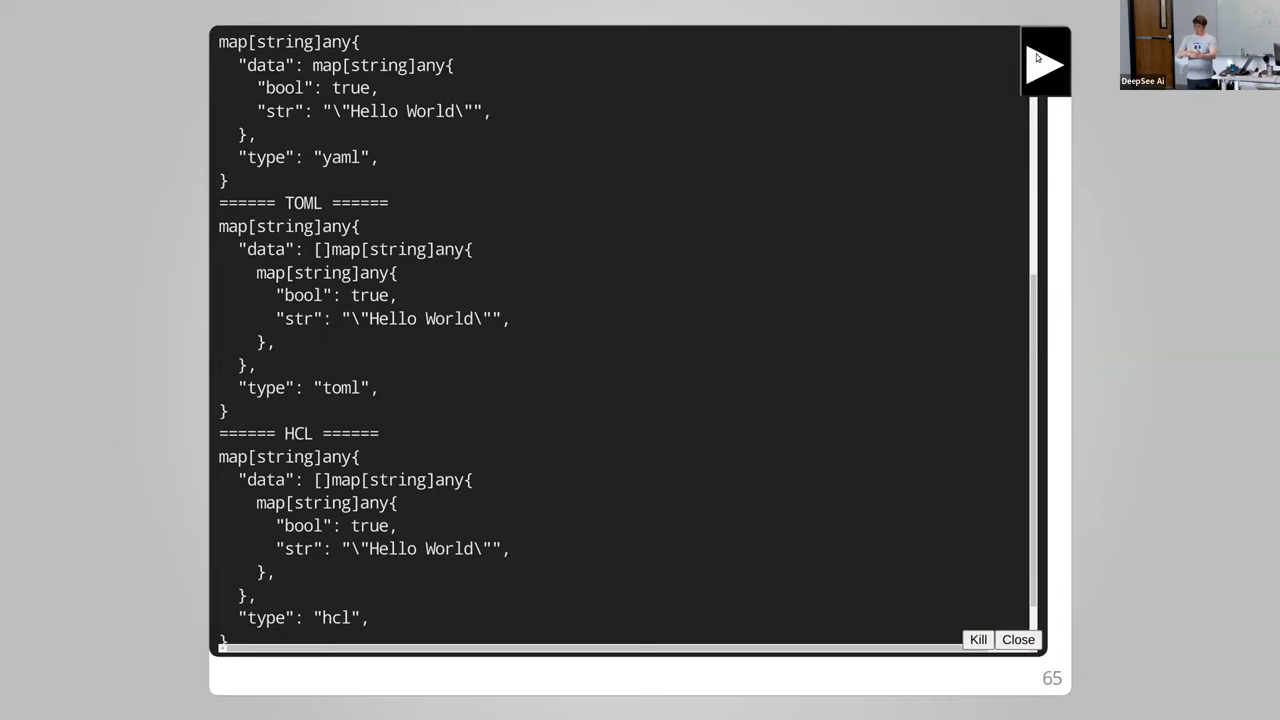 map[string]any{
  "data": map[string]any{
    "bool": true,
    "str": "\"Hello World\"",
  },
  "type": "yaml",
}
====== TOML ======
map[string]any{
  "data": []map[string]any{
    map[string]any{
      "bool": true,
      "str": "\"Hello World\"",
    },
  },
  "type": "toml",
}
====== HCL ======
map[string]any{
  "data": []map[string]any{
    map[string]any{
      "bool": true,
      "str": "\"Hello World\"",
    },
  },
  "type": "hcl",
}
Kill Close
65
DeepSee Ai